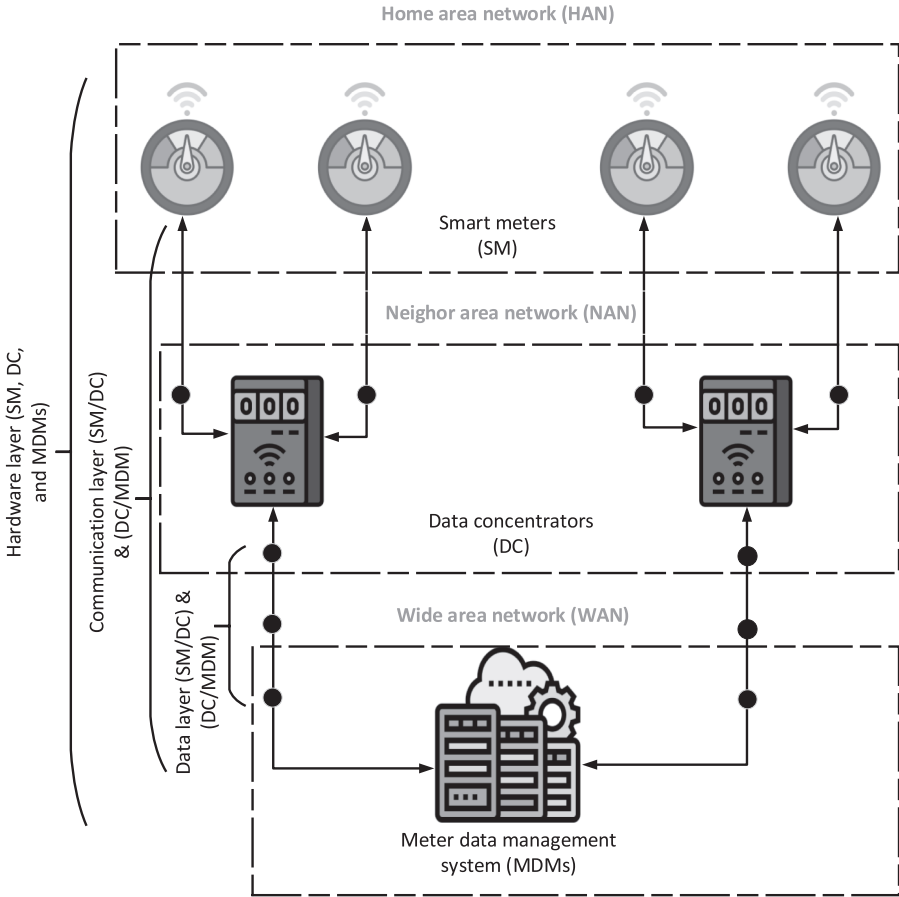 Home area network (HAN)
Smart meters
(SM)
Neighor area network (NAN)
Hardware layer (SM, DC,
and MDMs)
Communication layer (SM/DC)
& (DC/MDM)
000
000
Data concentrators
(DC)
Wide area network (WAN)
Data layer (SM/DC) &
(DC/MDM)
Meter data management
system (MDMs)